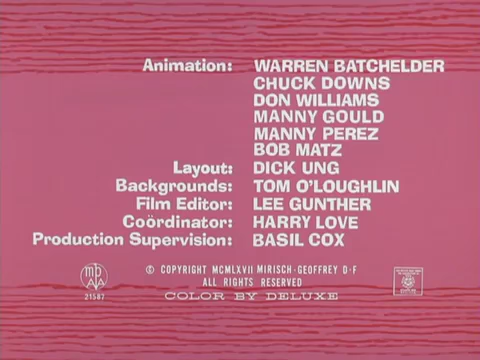 Animation: WARREN BATCHELDER
CHUCK DOWNS
DON WILLIAMS
MANNY GOULD
MANNY PEREZ
BOB MATZ
Layout: DICK UNG
Backgrounds: TOM O'LOUGHLIN
Film Editor: LEE GUNTHER
Coördinator: HARRY LOVE
Production Supervision: BASIL COX
© COPYRIGHT MCMLXVII MIRISCH-GEOFFREY D-F
ALL RIGHTS RESERVED
COLOR BY DELUXE
21587